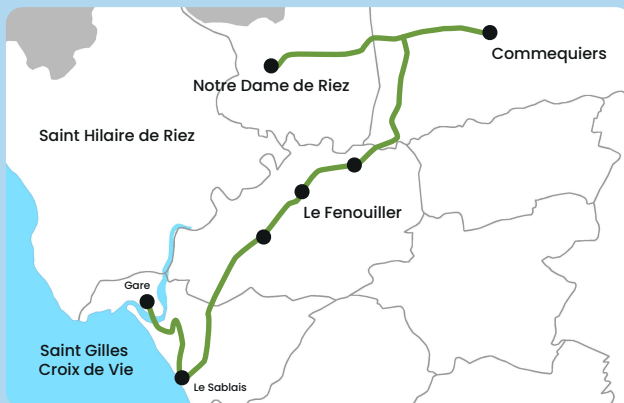 Commequiers
Notre Dame de Riez
Saint Hilaire de Riez
Le Fenouiller
Gare
Saint Gilles
Croix de Vie
Le Sablais